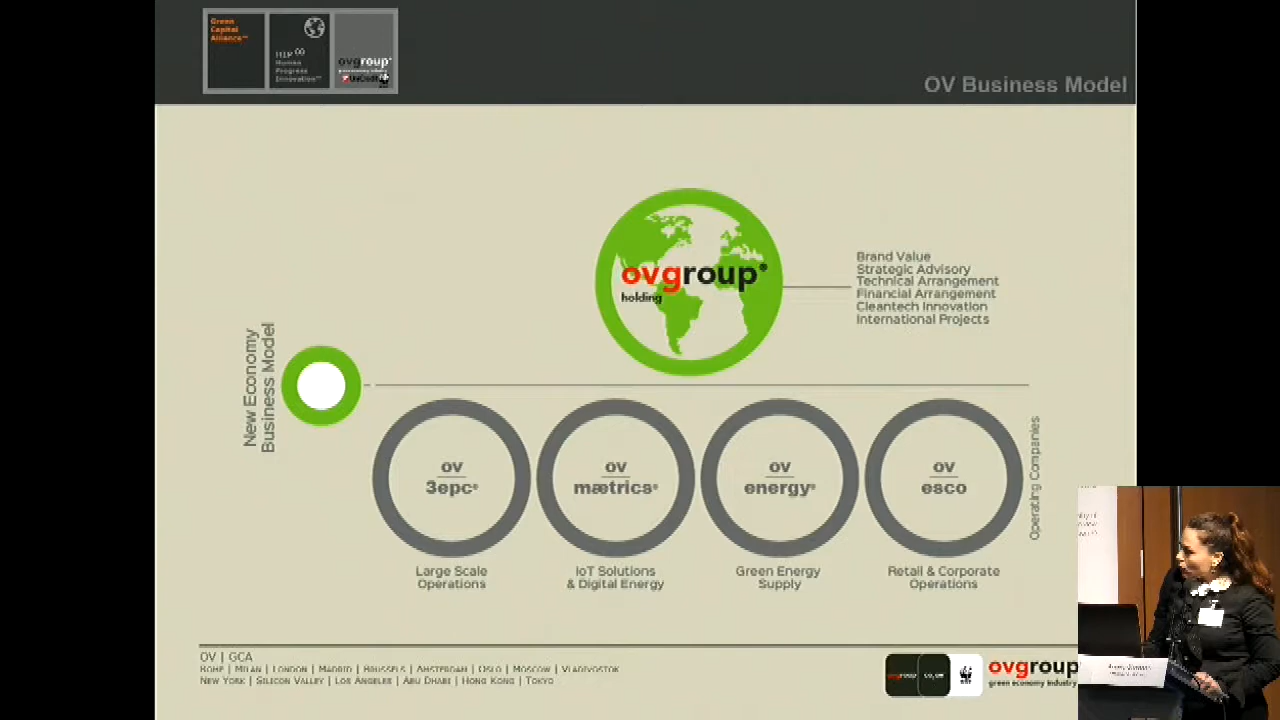 Green
Capital
Alliance™
HIP
Human
Progress
Innovation™
ovgroup®
OV Business Model
ovgroup®
holding
Brand Value
Strategic Advisory
Technical Arrangement
Financial Arrangement
Cleantech Innovation
International Projects
New Economy
Business Model
ov
3epc®
ov
mætrics®
ov
energy®
ov
esco
Operating Companies
Large Scale
Operations
IoT Solutions
& Digital Energy
Green Energy
Supply
Retail & Corporate
Operations
OV | GCA
ROME | MILAN | LONDON | MADRID | BRUSSELS | AMSTERDAM | OSLO | MOSCOW | VLADIVOSTOK
NEW YORK | SILICON VALLEY | LOS ANGELES | ABU DHABI | HONG KONG | TOKYO
ovgroup
WWF
ovgroup
green economy industry